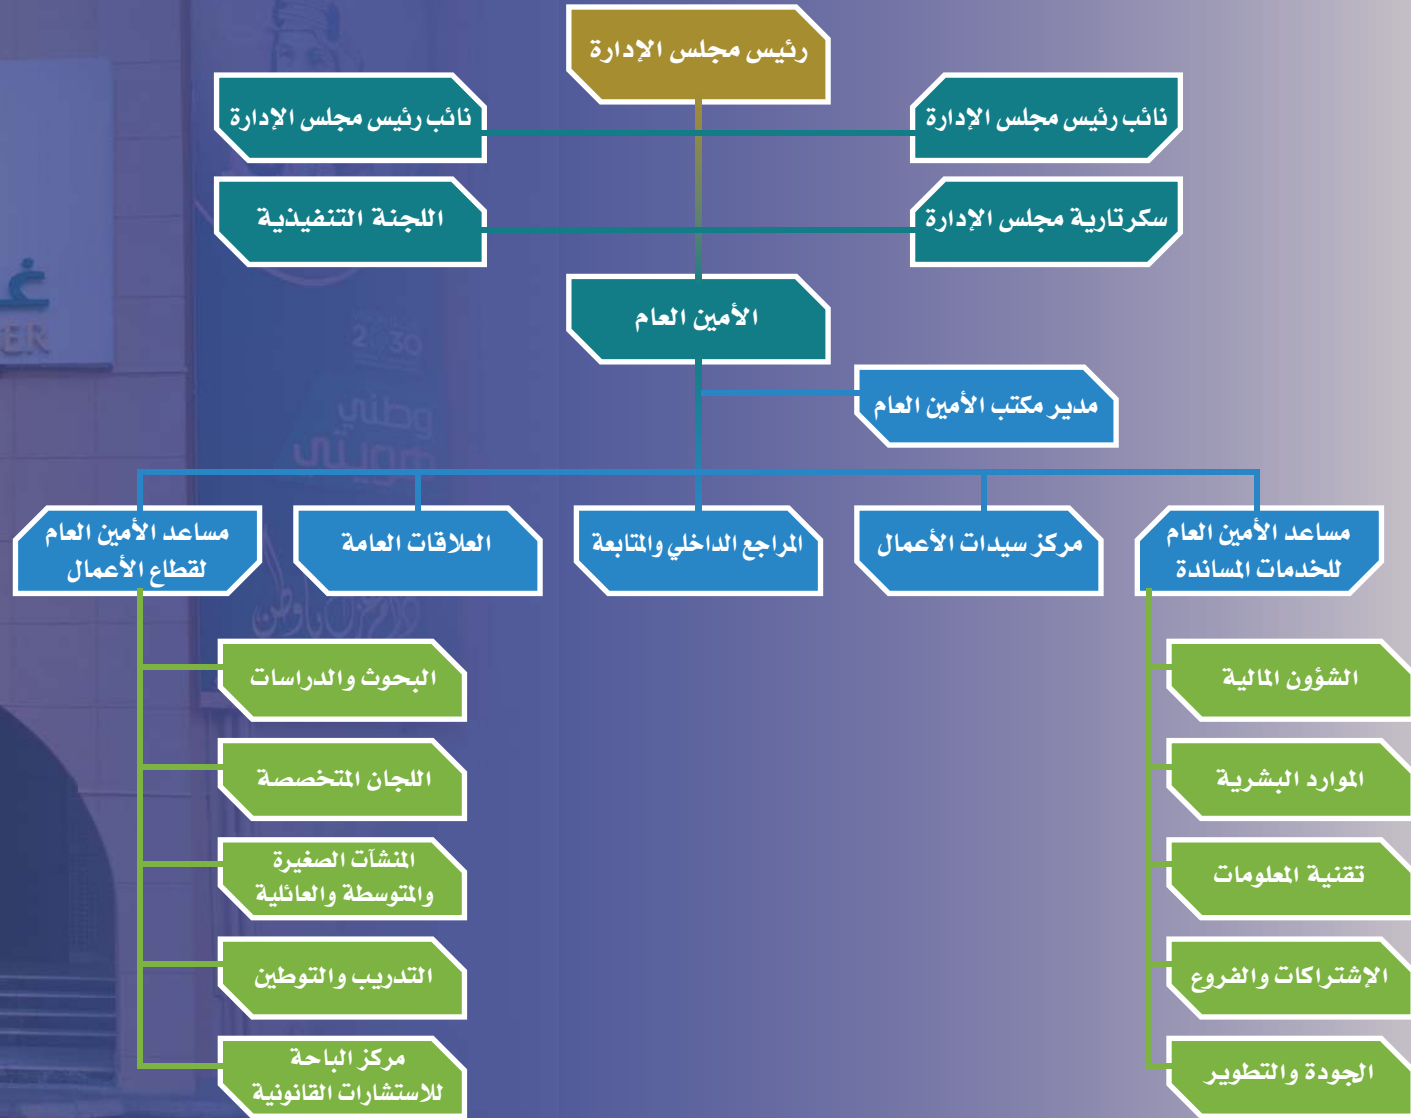 رئيس مجلس الإدارة
نائب رئيس مجلس الإدارة
نائب رئيس مجلس الإدارة
سكرتارية مجلس الإدارة
اللجنة التنفيذية
الأمين العام
مدير مكتب الأمين العام
مساعد الأمين العام
للخدمات المساندة
مركز سيدات الأعمال
المراجع الداخلي والمتابعة
العلاقات العامة
مساعد الأمين العام
لقطاع الأعمال
الشؤون المالية
الموارد البشرية
تقنية المعلومات
الإشتراكات والفروع
الجودة والتطوير
البحوث والدراسات
اللجان المتخصصة
المنشآت الصغيرة
والمتوسطة والعائلية
التدريب والتوطين
مركز الباحة
للاستشارات القانونية
2030
وطني
هويتي